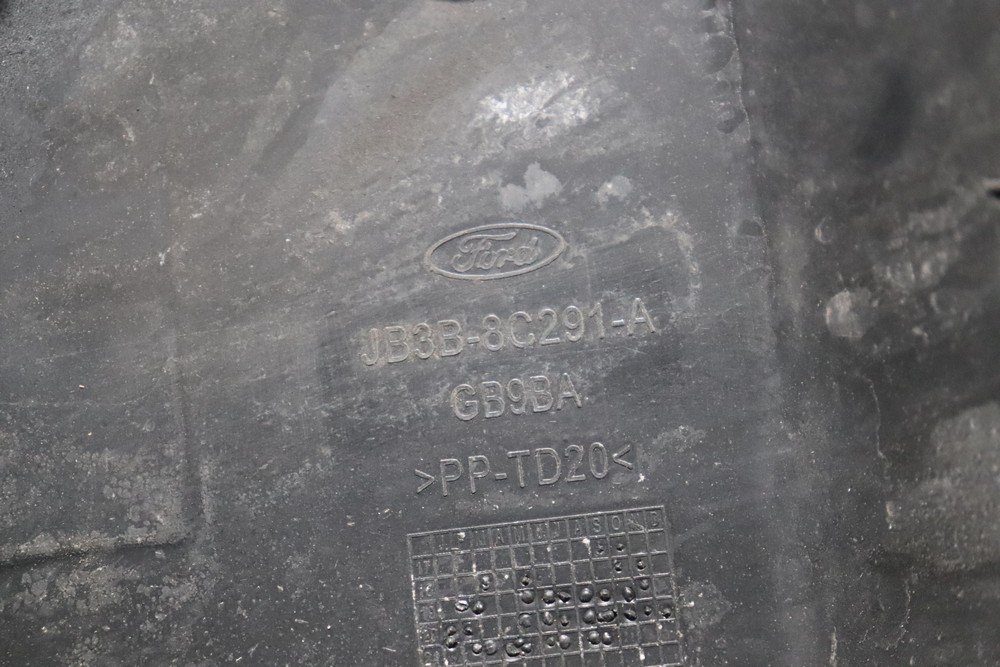 Ford
JB3B-8C291-A
GB9BA
>PP-TD20<
J F M A M J J A S O N D